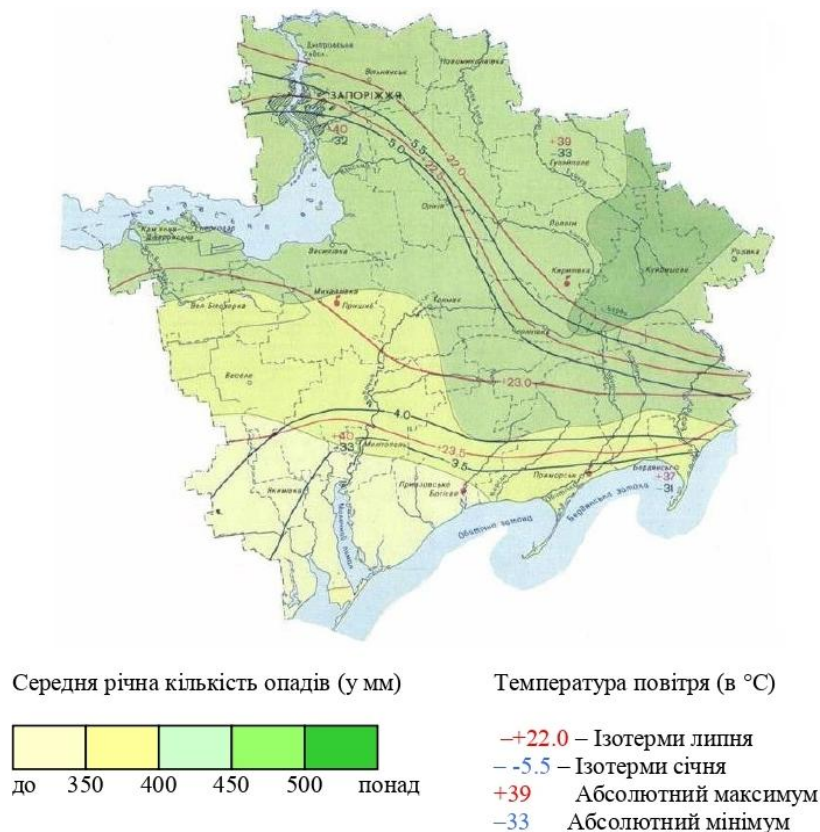 Дніпровське
Вільнянськ
Новомиколаївка
ЗАПОРІЖЖЯ
+40
-32
-5.5
-5.0
+22.5
+22.0
+39
-33
Гуляйполе
Оріхів
Пологи
Розівка
Куйбишеве
Кирилівка
Василівка
Кам'янка-
Дніпровська
Енергодар
Михайлівка
Пришиб
Вел. Білозерка
Токмак
Веселе
+23.0
-4.0
+40
-33
Мелітополь
+23.5
-3.5
Якимівка
Приазовське
Ботієве
Приморськ
Бердянськ
+37
-31
Молочний лиман
Обитічна затока
Бердянська затока
Середня річна кількість опадів (у мм)
до 350 400 450 500 понад
Температура повітря (в °C)
–+22.0 – Ізотерми липня
– -5.5 – Ізотерми січня
+39 Абсолютний максимум
–33 Абсолютний мінімум